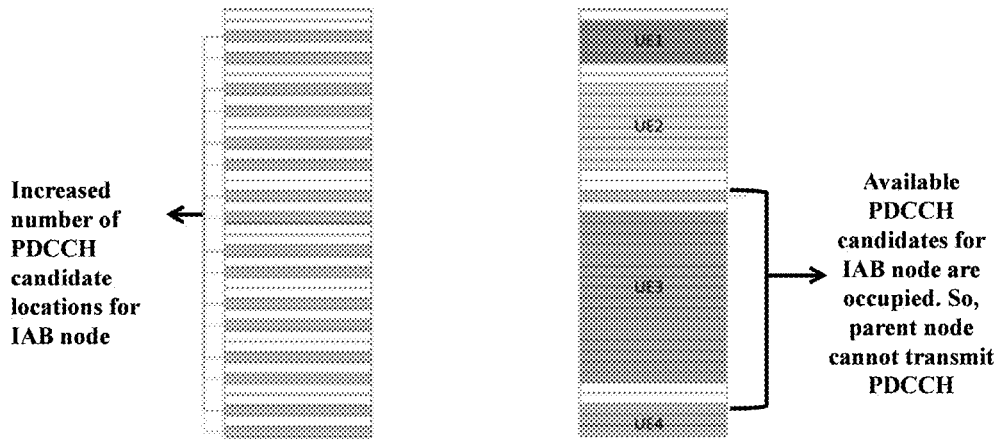 Increased
number of
PDCCH
candidate
locations for
IAB node
UE1
UE2
UE3
UE4
Available
PDCCH
candidates for
IAB node are
occupied. So,
parent node
cannot transmit
PDCCH